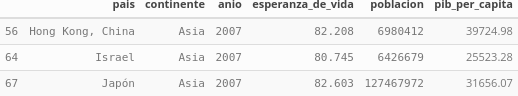 pais continente anio esperanza_de_vida poblacion pib_per_capita
56 Hong Kong, China Asia 2007 82.208 6980412 39724.98
64 Israel Asia 2007 80.745 6426679 25523.28
67 Japón Asia 2007 82.603 127467972 31656.07